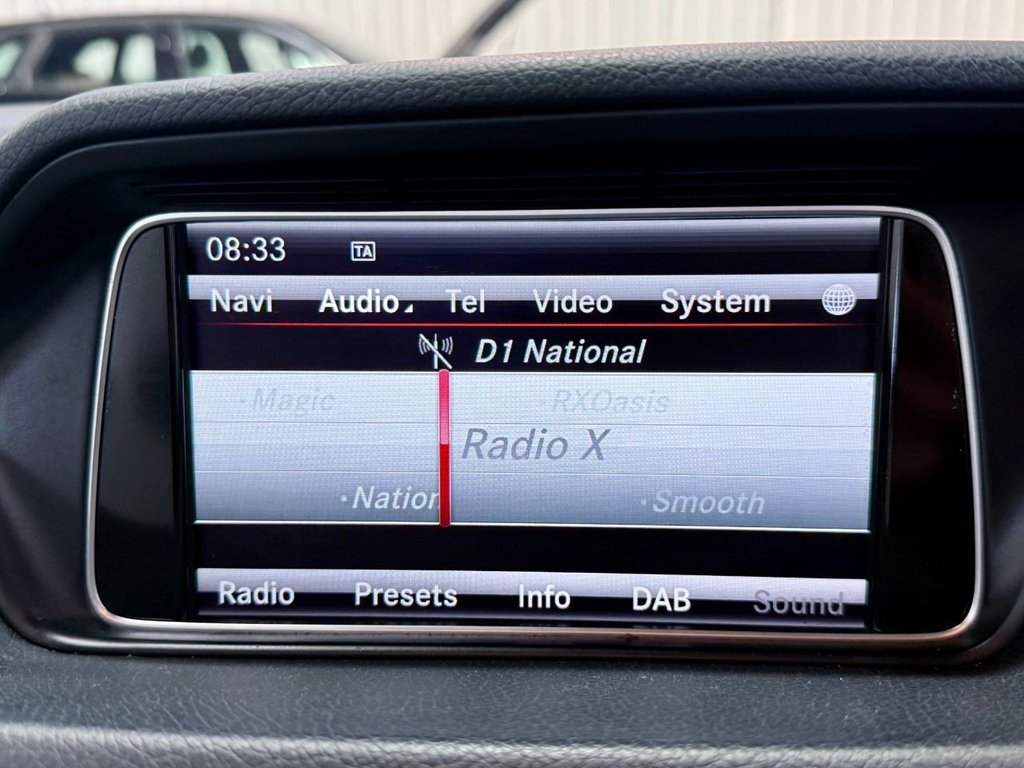 08:33 TA
Navi Audio Tel Video System
D1 National
Magic RXOasis
Radio X
Nation Smooth
Radio Presets Info DAB Sound